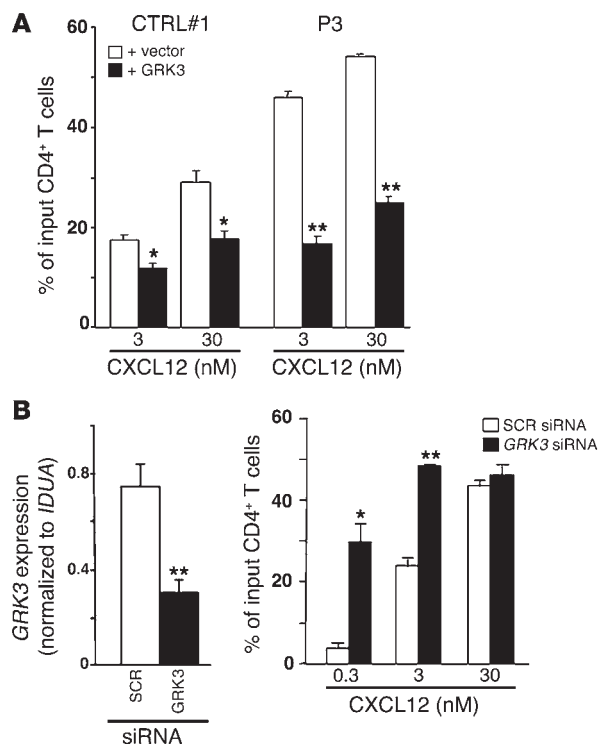 A
CTRL#1 P3
+ vector
+ GRK3
% of input CD4⁺ T cells
60
40
20
0
* * ** **
3 30 3 30
CXCL12 (nM) CXCL12 (nM)
B
GRK3 expression
(normalized to IDUA)
0.8
0.4
0
**
SCR GRK3
siRNA
% of input CD4⁺ T cells
60
40
20
0
SCR siRNA
GRK3 siRNA
* **
0.3 3 30
CXCL12 (nM)